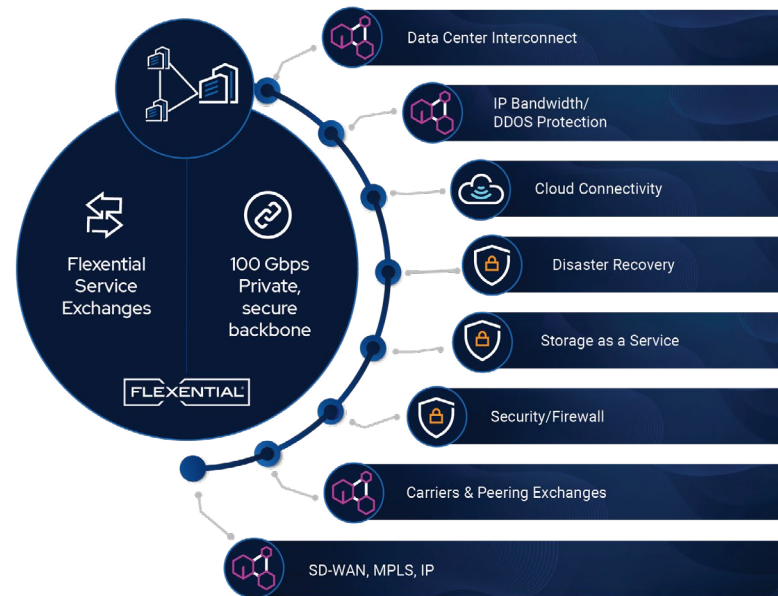 Data Center Interconnect
IP Bandwidth/
DDOS Protection
Cloud Connectivity
Disaster Recovery
Storage as a Service
Security/Firewall
Carriers & Peering Exchanges
SD-WAN, MPLS, IP
Flexential
Service
Exchanges
100 Gbps
Private,
secure
backbone
FLEXENTIAL®